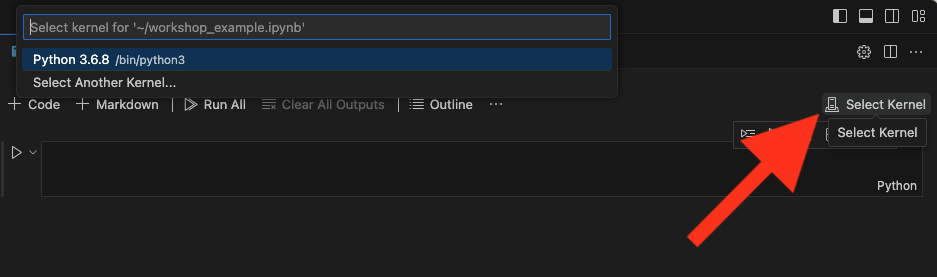 Select kernel for '~/workshop_example.ipynb'
Python 3.6.8 /bin/python3
Select Another Kernel...
+ Code + Markdown Run All Clear All Outputs Outline ... Select Kernel
Select Kernel
Python